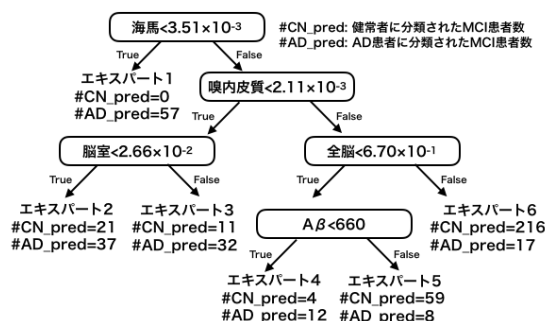 海馬<3.51×10-3
#CN_pred: 健常者に分類されたMCI患者数
#AD_pred: AD患者に分類されたMCI患者数
True
False
エキスパート1
#CN_pred=0
#AD_pred=57
嗅内皮質<2.11×10-3
True
False
脳室<2.66×10-2
全脳<6.70×10-1
True
False
True
False
エキスパート2
#CN_pred=21
#AD_pred=37
エキスパート3
#CN_pred=11
#AD_pred=32
Aβ<660
エキスパート6
#CN_pred=216
#AD_pred=17
True
False
エキスパート4
#CN_pred=4
#AD_pred=12
エキスパート5
#CN_pred=59
#AD_pred=8